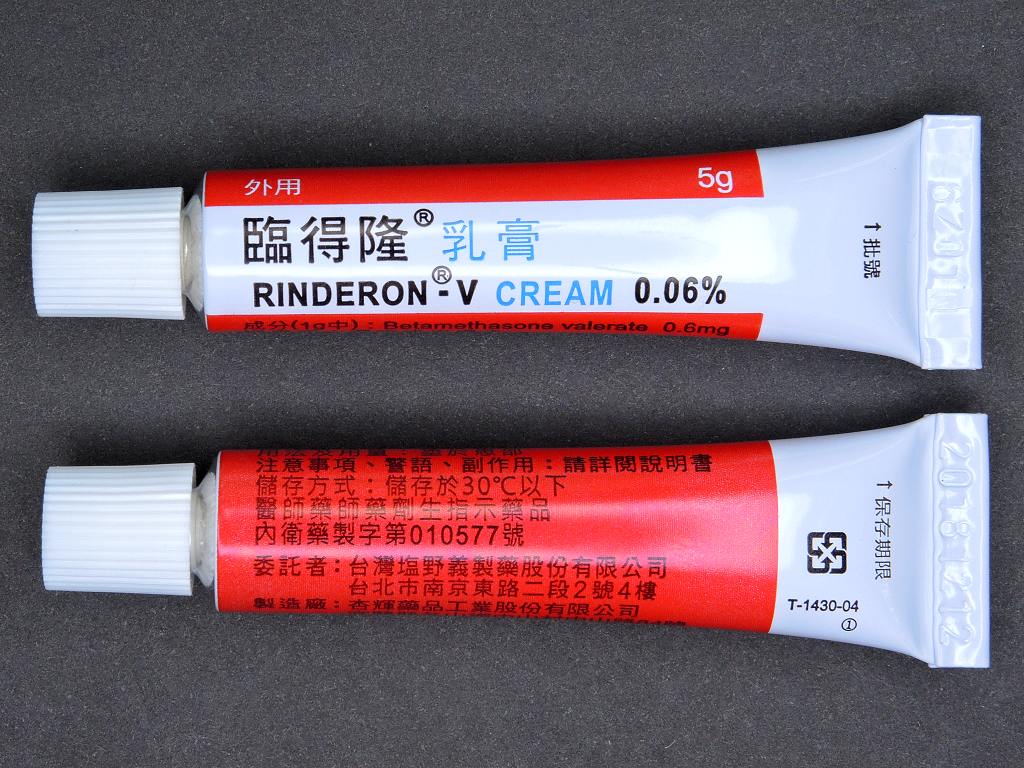 外用 5g
臨得隆® 乳膏
RINDERON®-V CREAM 0.06%
成分(1g中)：Betamethasone valerate 0.6mg
↑批號
注意事項、警語、副作用：請詳閱說明書
儲存方式：儲存於30℃以下
醫師藥師藥劑生指示藥品
內衛藥製字第010577號
委託者：台灣塩野義製藥股份有限公司
台北市南京東路二段2號4樓
製造廠：杏輝藥品工業股份有限公司
↑保存期限
20181212
T-1430-04
①